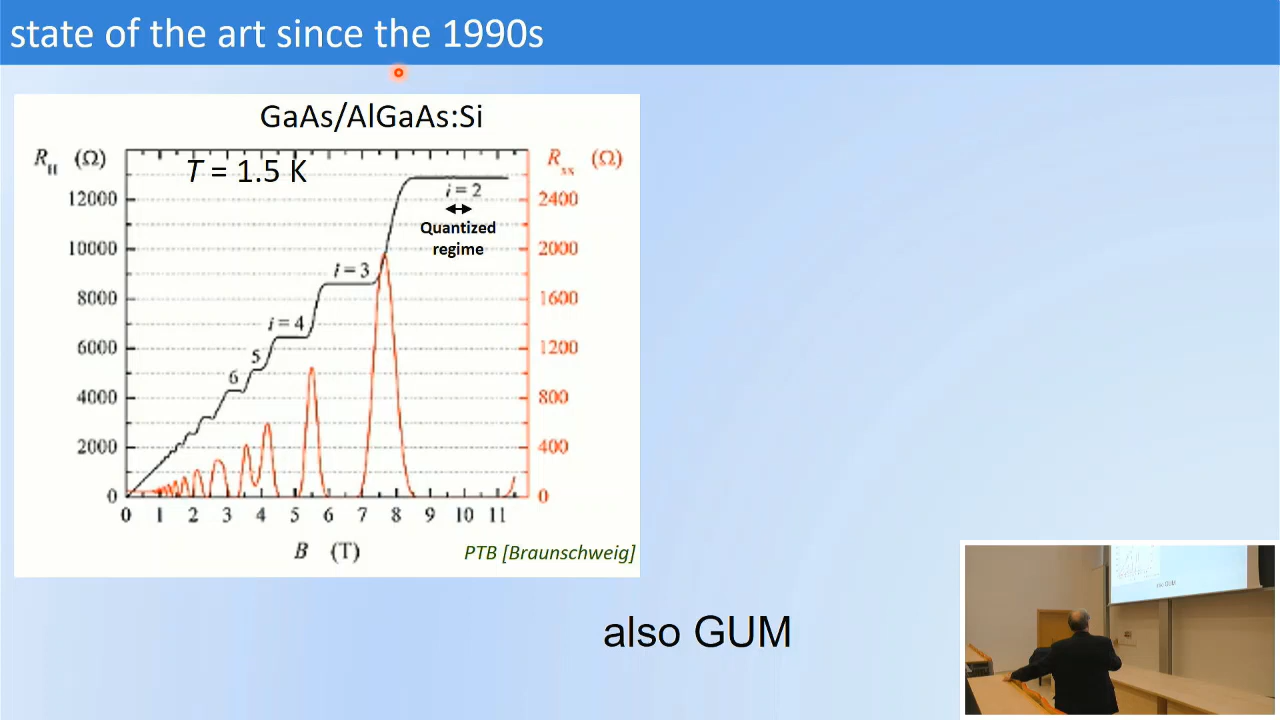 state of the art since the 1990s
GaAs/AlGaAs:Si
R_H (Ω)
T = 1.5 K
R_xx (Ω)
12000
10000
8000
6000
4000
2000
0
2400
2000
1600
1200
800
400
0
i = 2
Quantized
regime
i = 3
i = 4
5
6
0 1 2 3 4 5 6 7 8 9 10 11
B (T)
PTB [Braunschweig]
also GUM
also GUM